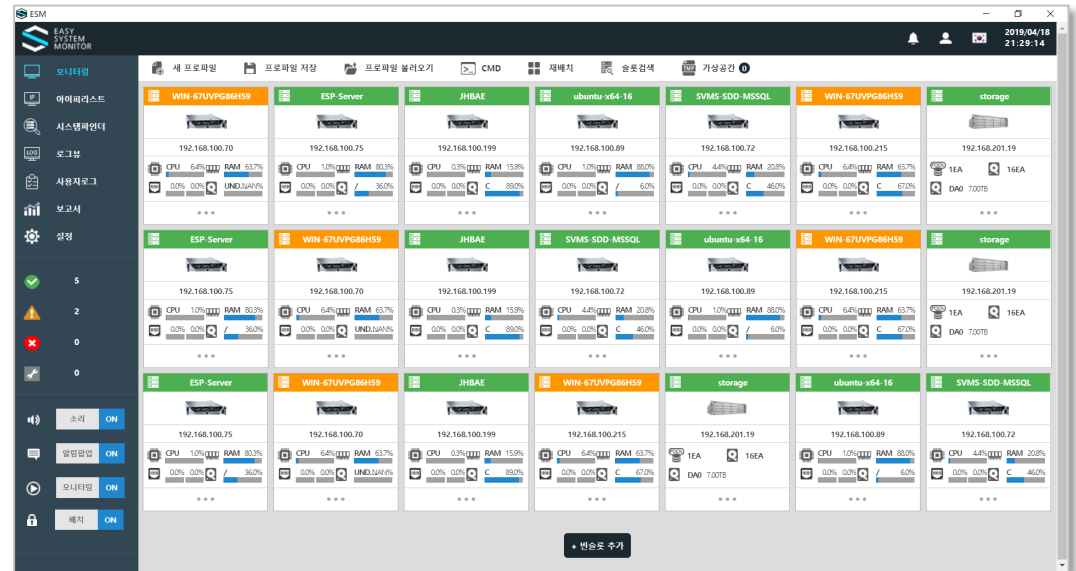 ESM
EASY
SYSTEM
MONITOR
2019/04/18
21:29:14
모니터링
아이피리스트
시스템파인더
로그뷰
사용자로그
보고서
설정
5
2
0
0
소리 ON
알림팝업 ON
모니터링 ON
배치 ON
새 프로파일 프로파일 저장 프로파일 불러오기 CMD 재배치 슬롯검색 가상공간 0
WIN-67UVPG86H59 ESP-Server JHBAE ubuntu-x64-16 SVMS-SDD-MSSQL WIN-67UVPG86H59 storage
192.168.100.70 192.168.100.75 192.168.100.199 192.168.100.89 192.168.100.72 192.168.100.215 192.168.201.19
CPU 6.4% RAM 63.7% CPU 1.0% RAM 80.3% CPU 0.3% RAM 15.9% CPU 1.0% RAM 88.0% CPU 4.4% RAM 20.8% CPU 6.4% RAM 63.7% 1EA 16EA
0.0% 0.0% UND..NAN% 0.0% 0.0% / 36.0% 0.0% 0.0% C 89.0% 0.0% 0.0% / 6.0% 0.0% 0.0% C 46.0% 0.0% 0.0% C 67.0% DA0 7.00TB
ESP-Server WIN-67UVPG86H59 JHBAE SVMS-SDD-MSSQL ubuntu-x64-16 WIN-67UVPG86H59 storage
192.168.100.75 192.168.100.70 192.168.100.199 192.168.100.72 192.168.100.89 192.168.100.215 192.168.201.19
CPU 1.0% RAM 80.3% CPU 6.4% RAM 63.7% CPU 0.3% RAM 15.9% CPU 4.4% RAM 20.8% CPU 1.0% RAM 88.0% CPU 6.4% RAM 63.7% 1EA 16EA
0.0% 0.0% / 36.0% 0.0% 0.0% UND..NAN% 0.0% 0.0% C 89.0% 0.0% 0.0% C 46.0% 0.0% 0.0% / 6.0% 0.0% 0.0% C 67.0% DA0 7.00TB
ESP-Server WIN-67UVPG86H59 JHBAE WIN-67UVPG86H59 storage ubuntu-x64-16 SVMS-SDD-MSSQL
192.168.100.75 192.168.100.70 192.168.100.199 192.168.100.215 192.168.201.19 192.168.100.89 192.168.100.72
CPU 1.0% RAM 80.3% CPU 6.4% RAM 63.7% CPU 0.3% RAM 15.9% CPU 6.4% RAM 63.7% 1EA 16EA CPU 1.0% RAM 88.0% CPU 4.4% RAM 20.8%
0.0% 0.0% / 36.0% 0.0% 0.0% UND..NAN% 0.0% 0.0% C 89.0% 0.0% 0.0% C 67.0% DA0 7.00TB 0.0% 0.0% / 6.0% 0.0% 0.0% C 46.0%
+ 빈슬롯 추가